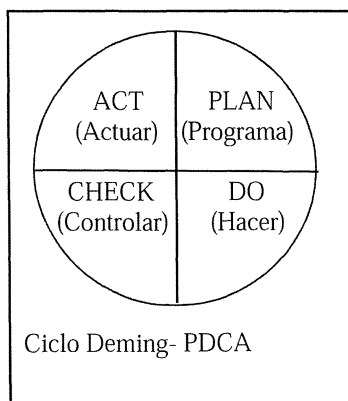 ACT
(Actuar)
PLAN
(Programa)
CHECK
(Controlar)
DO
(Hacer)
Ciclo Deming- PDCA